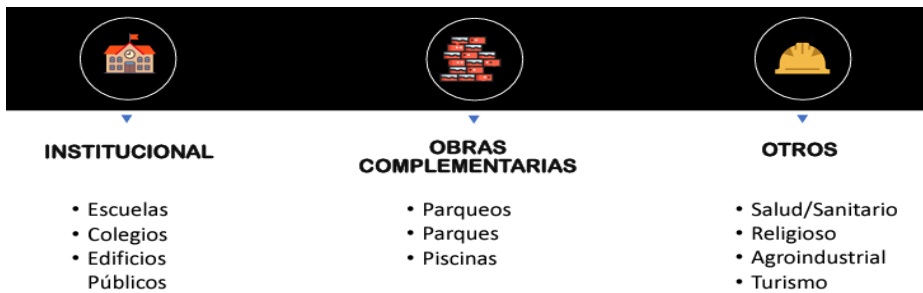 INSTITUCIONAL
• Escuelas
• Colegios
• Edificios
Públicos
OBRAS
COMPLEMENTARIAS
• Parqueos
• Parques
• Piscinas
OTROS
• Salud/Sanitario
• Religioso
• Agroindustrial
• Turismo